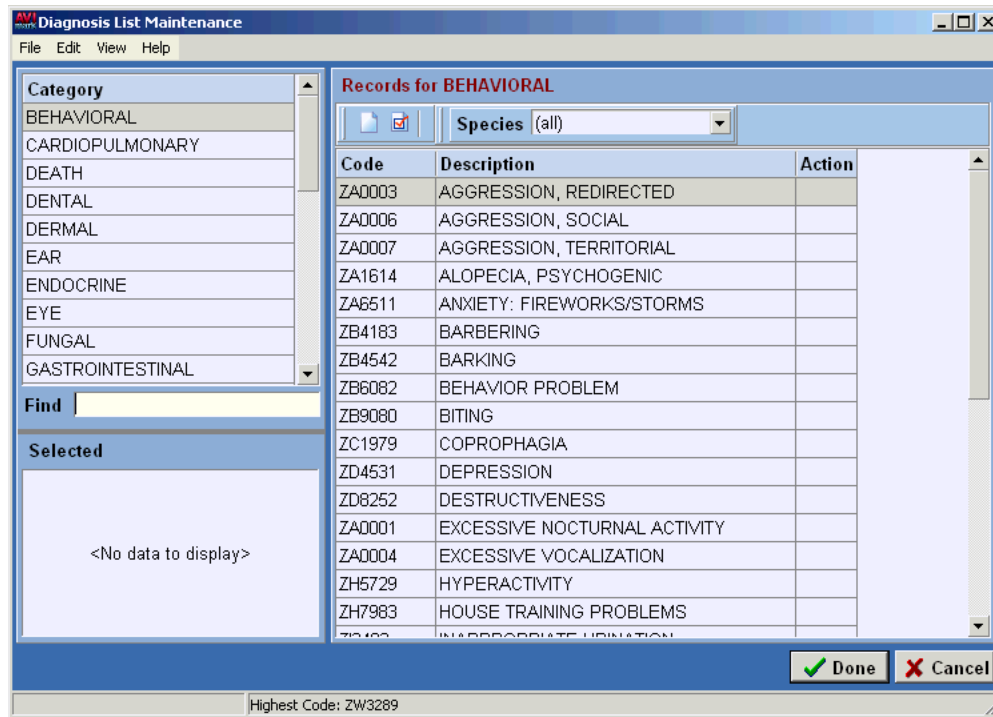 AVI mark Diagnosis List Maintenance
File Edit View Help
Category
BEHAVIORAL
CARDIOPULMONARY
DEATH
DENTAL
DERMAL
EAR
ENDOCRINE
EYE
FUNGAL
GASTROINTESTINAL
Find
Selected
<No data to display>
Records for BEHAVIORAL
Species (all)
Code Description Action
ZA0003 AGGRESSION, REDIRECTED
ZA0006 AGGRESSION, SOCIAL
ZA0007 AGGRESSION, TERRITORIAL
ZA1614 ALOPECIA, PSYCHOGENIC
ZA6511 ANXIETY: FIREWORKS/STORMS
ZB4183 BARBERING
ZB4542 BARKING
ZB6082 BEHAVIOR PROBLEM
ZB9080 BITING
ZC1979 COPROPHAGIA
ZD4531 DEPRESSION
ZD8252 DESTRUCTIVENESS
ZA0001 EXCESSIVE NOCTURNAL ACTIVITY
ZA0004 EXCESSIVE VOCALIZATION
ZH5729 HYPERACTIVITY
ZH7983 HOUSE TRAINING PROBLEMS
INAPPROPRIATE URINATION
Done Cancel
Highest Code: ZW3289